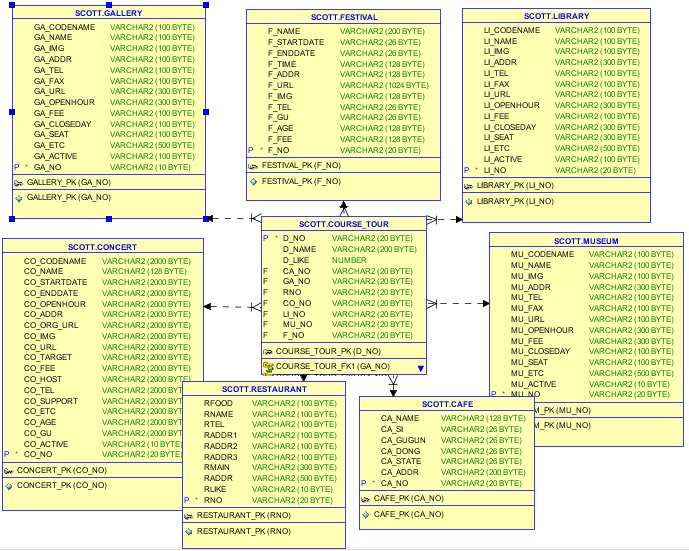 SCOTT.GALLERY
GA_CODENAME VARCHAR2 (100 BYTE)
GA_NAME VARCHAR2 (100 BYTE)
GA_IMG VARCHAR2 (100 BYTE)
GA_ADDR VARCHAR2 (100 BYTE)
GA_TEL VARCHAR2 (100 BYTE)
GA_FAX VARCHAR2 (100 BYTE)
GA_URL VARCHAR2 (300 BYTE)
GA_OPENHOUR VARCHAR2 (300 BYTE)
GA_FEE VARCHAR2 (100 BYTE)
GA_CLOSEDAY VARCHAR2 (100 BYTE)
GA_SEAT VARCHAR2 (100 BYTE)
GA_ETC VARCHAR2 (500 BYTE)
GA_ACTIVE VARCHAR2 (100 BYTE)
P * GA_NO VARCHAR2 (10 BYTE)
GALLERY_PK (GA_NO)
GALLERY_PK (GA_NO)
SCOTT.FESTIVAL
F_NAME VARCHAR2 (200 BYTE)
F_STARTDATE VARCHAR2 (26 BYTE)
F_ENDDATE VARCHAR2 (26 BYTE)
F_TIME VARCHAR2 (128 BYTE)
F_ADDR VARCHAR2 (128 BYTE)
F_URL VARCHAR2 (1024 BYTE)
F_IMG VARCHAR2 (128 BYTE)
F_TEL VARCHAR2 (26 BYTE)
F_GU VARCHAR2 (26 BYTE)
F_AGE VARCHAR2 (128 BYTE)
F_FEE VARCHAR2 (128 BYTE)
P * F_NO VARCHAR2 (20 BYTE)
FESTIVAL_PK (F_NO)
FESTIVAL_PK (F_NO)
SCOTT.LIBRARY
LI_CODENAME VARCHAR2 (100 BYTE)
LI_NAME VARCHAR2 (100 BYTE)
LI_IMG VARCHAR2 (100 BYTE)
LI_ADDR VARCHAR2 (300 BYTE)
LI_TEL VARCHAR2 (100 BYTE)
LI_FAX VARCHAR2 (100 BYTE)
LI_URL VARCHAR2 (100 BYTE)
LI_OPENHOUR VARCHAR2 (300 BYTE)
LI_FEE VARCHAR2 (100 BYTE)
LI_CLOSEDAY VARCHAR2 (300 BYTE)
LI_SEAT VARCHAR2 (300 BYTE)
LI_ETC VARCHAR2 (500 BYTE)
LI_ACTIVE VARCHAR2 (100 BYTE)
P * LI_NO VARCHAR2 (20 BYTE)
LIBRARY_PK (LI_NO)
LIBRARY_PK (LI_NO)
SCOTT.COURSE_TOUR
P * D_NO VARCHAR2 (20 BYTE)
D_NAME VARCHAR2 (200 BYTE)
D_LIKE NUMBER
F CA_NO VARCHAR2 (20 BYTE)
F GA_NO VARCHAR2 (20 BYTE)
F RNO VARCHAR2 (20 BYTE)
F CO_NO VARCHAR2 (20 BYTE)
F LI_NO VARCHAR2 (20 BYTE)
F MU_NO VARCHAR2 (20 BYTE)
F F_NO VARCHAR2 (20 BYTE)
COURSE_TOUR_PK (D_NO)
COURSE_TOUR_FK1 (GA_NO)
SCOTT.CONCERT
CO_CODENAME VARCHAR2 (2000 BYTE)
CO_NAME VARCHAR2 (128 BYTE)
CO_STARTDATE VARCHAR2 (2000 BYTE)
CO_ENDDATE VARCHAR2 (2000 BYTE)
CO_OPENHOUR VARCHAR2 (2000 BYTE)
CO_ADDR VARCHAR2 (2000 BYTE)
CO_ORG_URL VARCHAR2 (2000 BYTE)
CO_IMG VARCHAR2 (2000 BYTE)
CO_URL VARCHAR2 (2000 BYTE)
CO_TARGET VARCHAR2 (2000 BYTE)
CO_FEE VARCHAR2 (2000 BYTE)
CO_HOST VARCHAR2 (2000 BYTE)
CO_TEL VARCHAR2 (2000 BYT
CO_SUPPORT VARCHAR2 (2000 BYT
CO_ETC VARCHAR2 (2000 BYT
CO_AGE VARCHAR2 (2000 BYT
CO_GU VARCHAR2 (2000 BYT
CO_ACTIVE VARCHAR2 (10 BYTE)
P * CO_NO VARCHAR2 (20 BYTE)
CONCERT_PK (CO_NO)
CONCERT_PK (CO_NO)
SCOTT.MUSEUM
MU_CODENAME VARCHAR2 (100 BYTE)
MU_NAME VARCHAR2 (100 BYTE)
MU_IMG VARCHAR2 (100 BYTE)
MU_ADDR VARCHAR2 (300 BYTE)
MU_TEL VARCHAR2 (100 BYTE)
MU_FAX VARCHAR2 (100 BYTE)
MU_URL VARCHAR2 (100 BYTE)
MU_OPENHOUR VARCHAR2 (300 BYTE)
MU_FEE VARCHAR2 (300 BYTE)
MU_CLOSEDAY VARCHAR2 (100 BYTE)
MU_SEAT VARCHAR2 (100 BYTE)
MU_ETC VARCHAR2 (500 BYTE)
MU_ACTIVE VARCHAR2 (10 BYTE)
P * MU_NO VARCHAR2 (20 BYTE)
M_PK (MU_NO)
M_PK (MU_NO)
SCOTT.RESTAURANT
RFOOD VARCHAR2 (100 BYTE)
RNAME VARCHAR2 (100 BYTE)
RTEL VARCHAR2 (100 BYTE)
RADDR1 VARCHAR2 (100 BYTE)
RADDR2 VARCHAR2 (100 BYTE)
RADDR3 VARCHAR2 (100 BYTE)
RMAIN VARCHAR2 (300 BYTE)
RADDR VARCHAR2 (500 BYTE)
RLIKE VARCHAR2 (10 BYTE)
P * RNO VARCHAR2 (20 BYTE)
RESTAURANT_PK (RNO)
RESTAURANT_PK (RNO)
SCOTT.CAFE
CA_NAME VARCHAR2 (128 BYTE)
CA_SI VARCHAR2 (26 BYTE)
CA_GUGUN VARCHAR2 (26 BYTE)
CA_DONG VARCHAR2 (26 BYTE)
CA_STATE VARCHAR2 (26 BYTE)
CA_ADDR VARCHAR2 (200 BYTE)
P * CA_NO VARCHAR2 (20 BYTE)
CAFE_PK (CA_NO)
CAFE_PK (CA_NO)